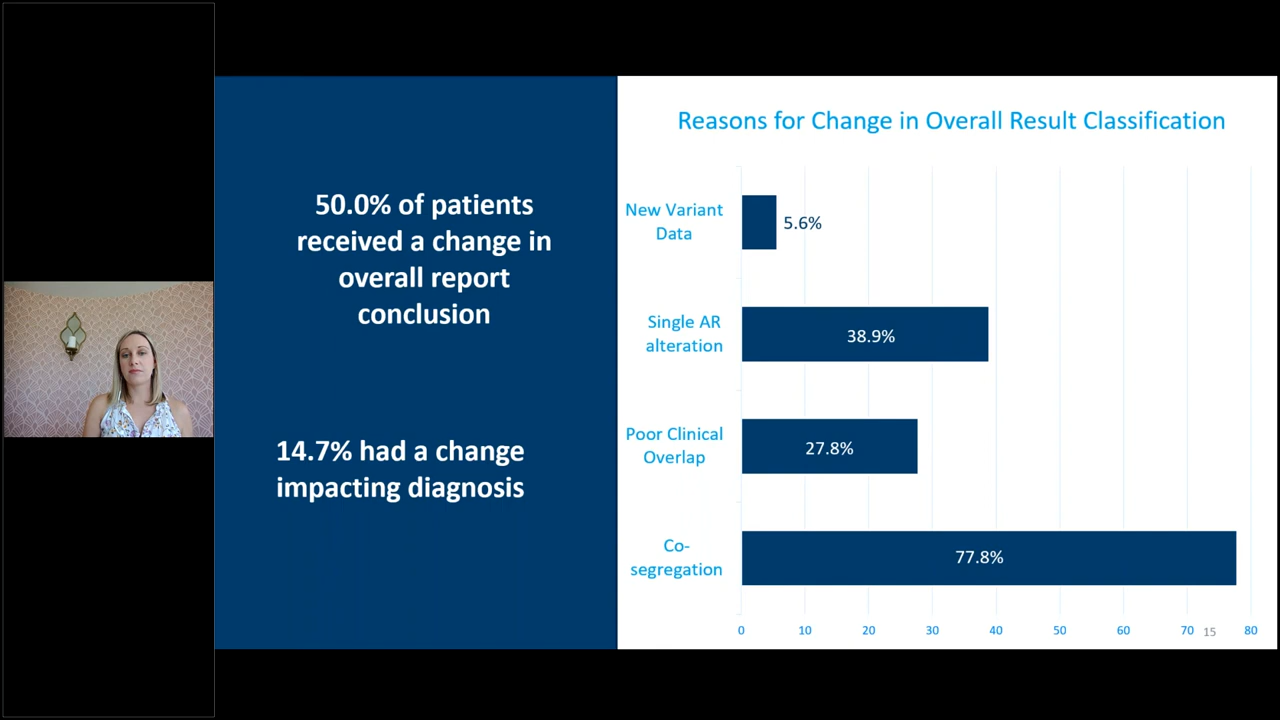 50.0% of patients
received a change in
overall report
conclusion
14.7% had a change
impacting diagnosis
Reasons for Change in Overall Result Classification
New Variant
Data
5.6%
Single AR
alteration
38.9%
Poor Clinical
Overlap
27.8%
Co-
segregation
77.8%
0 10 20 30 40 50 60 70 80
15